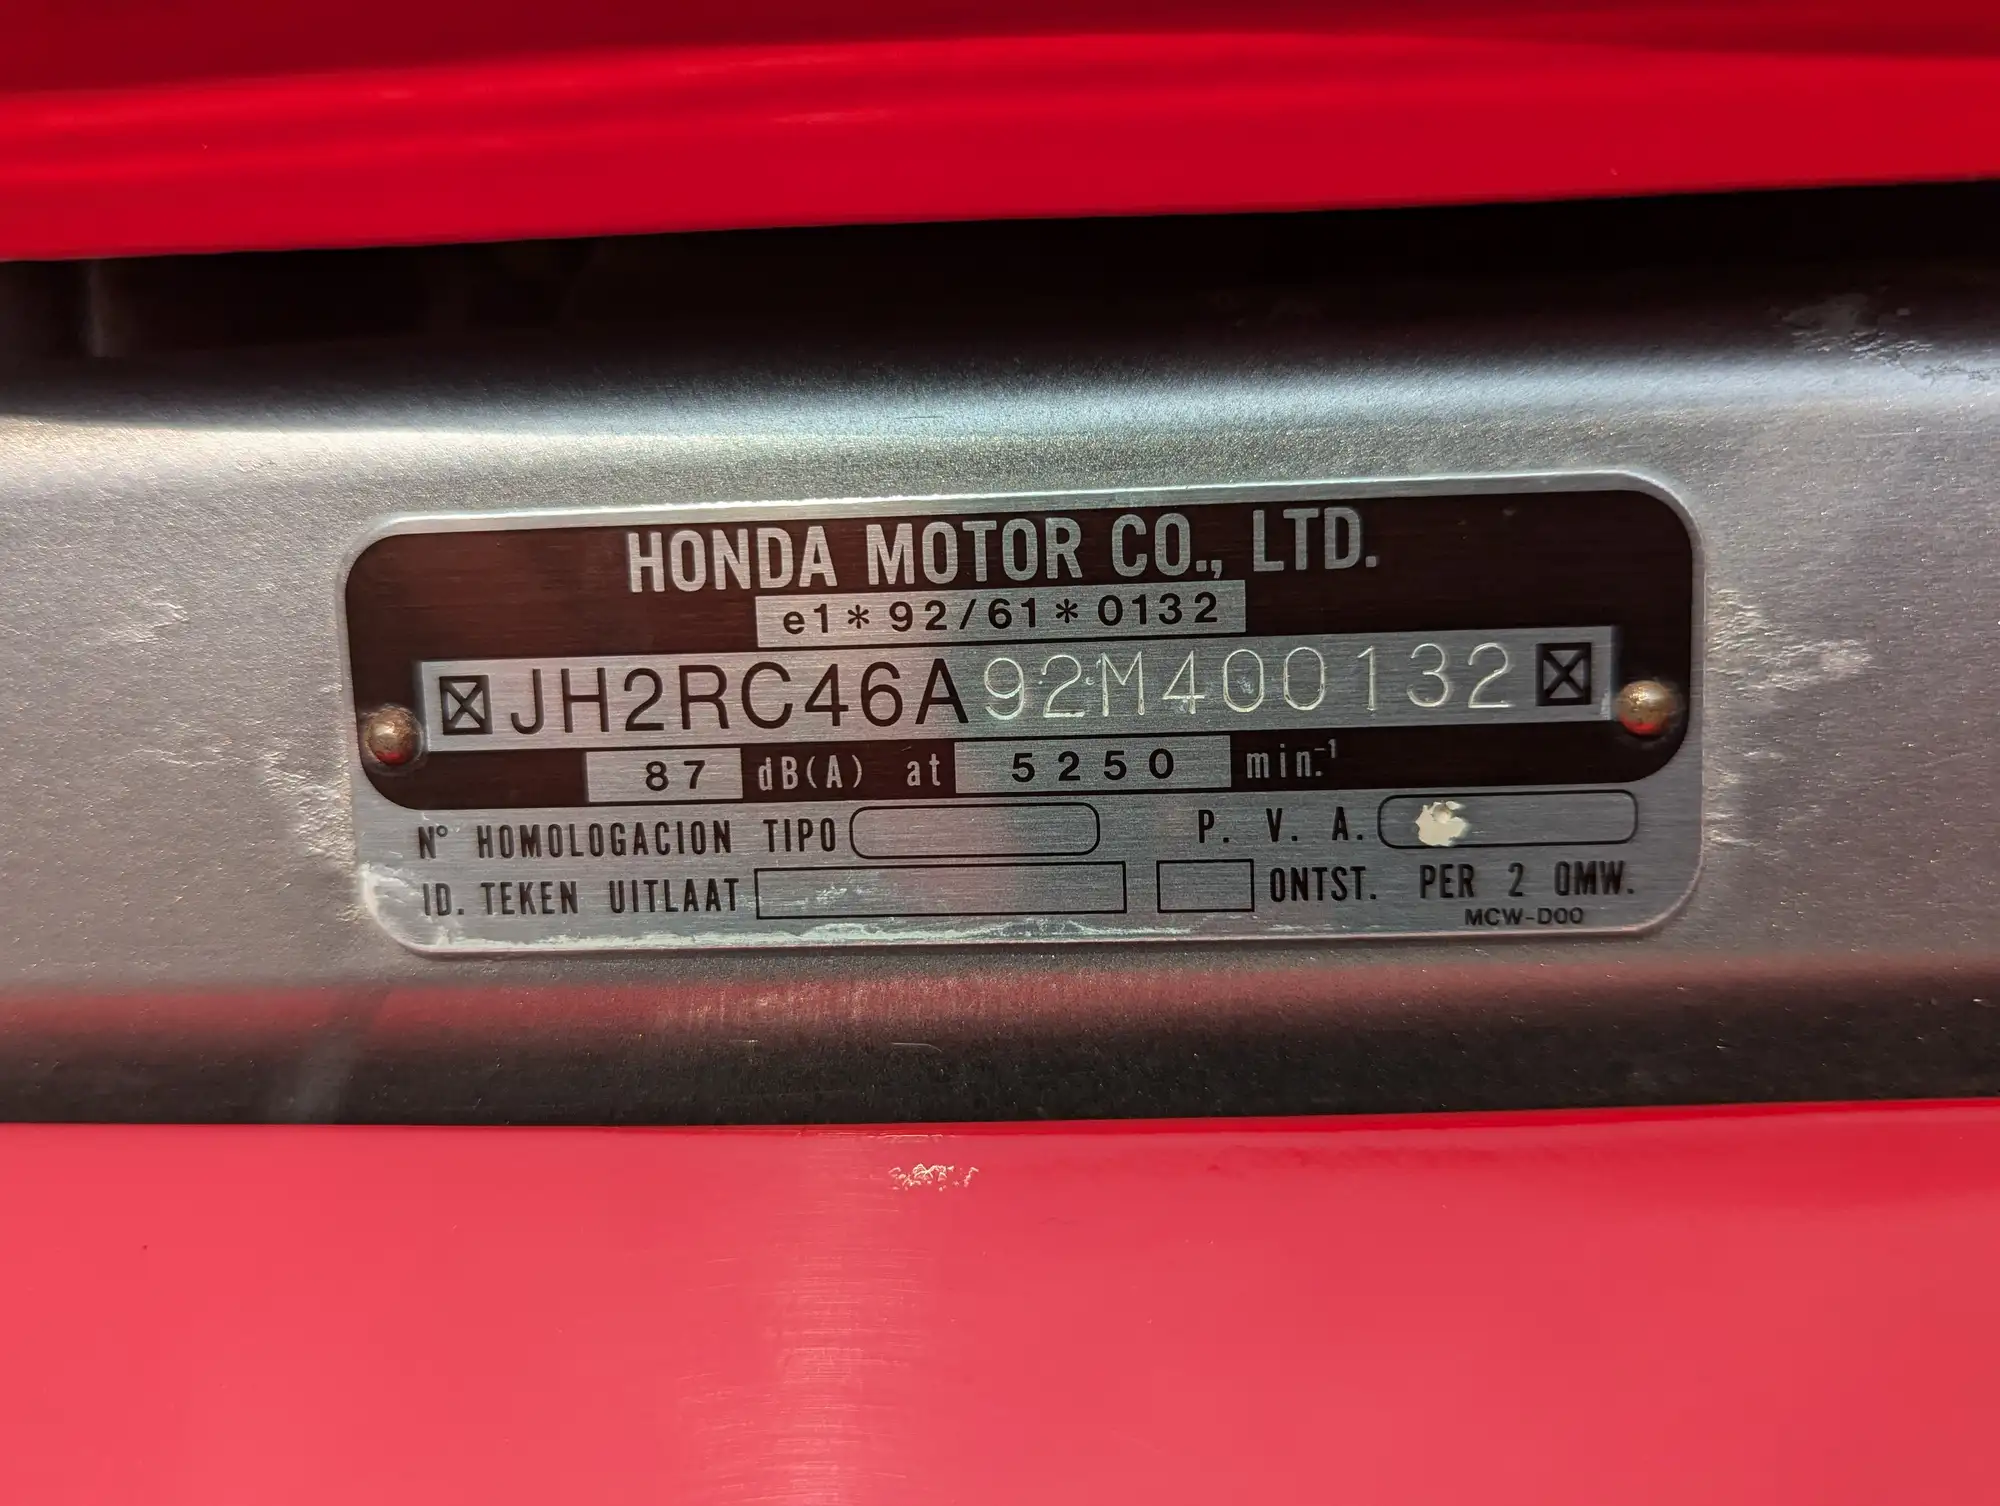 HONDA MOTOR CO., LTD.
e1*92/61*0132
JH2RC46A92M400132
87 dB(A) at 5250 min.⁻¹
Nº HOMOLOGACION TIPO P. V. A.
ID. TEKEN UITLAAT ONTST. PER 2 OMW.
MCW-D00